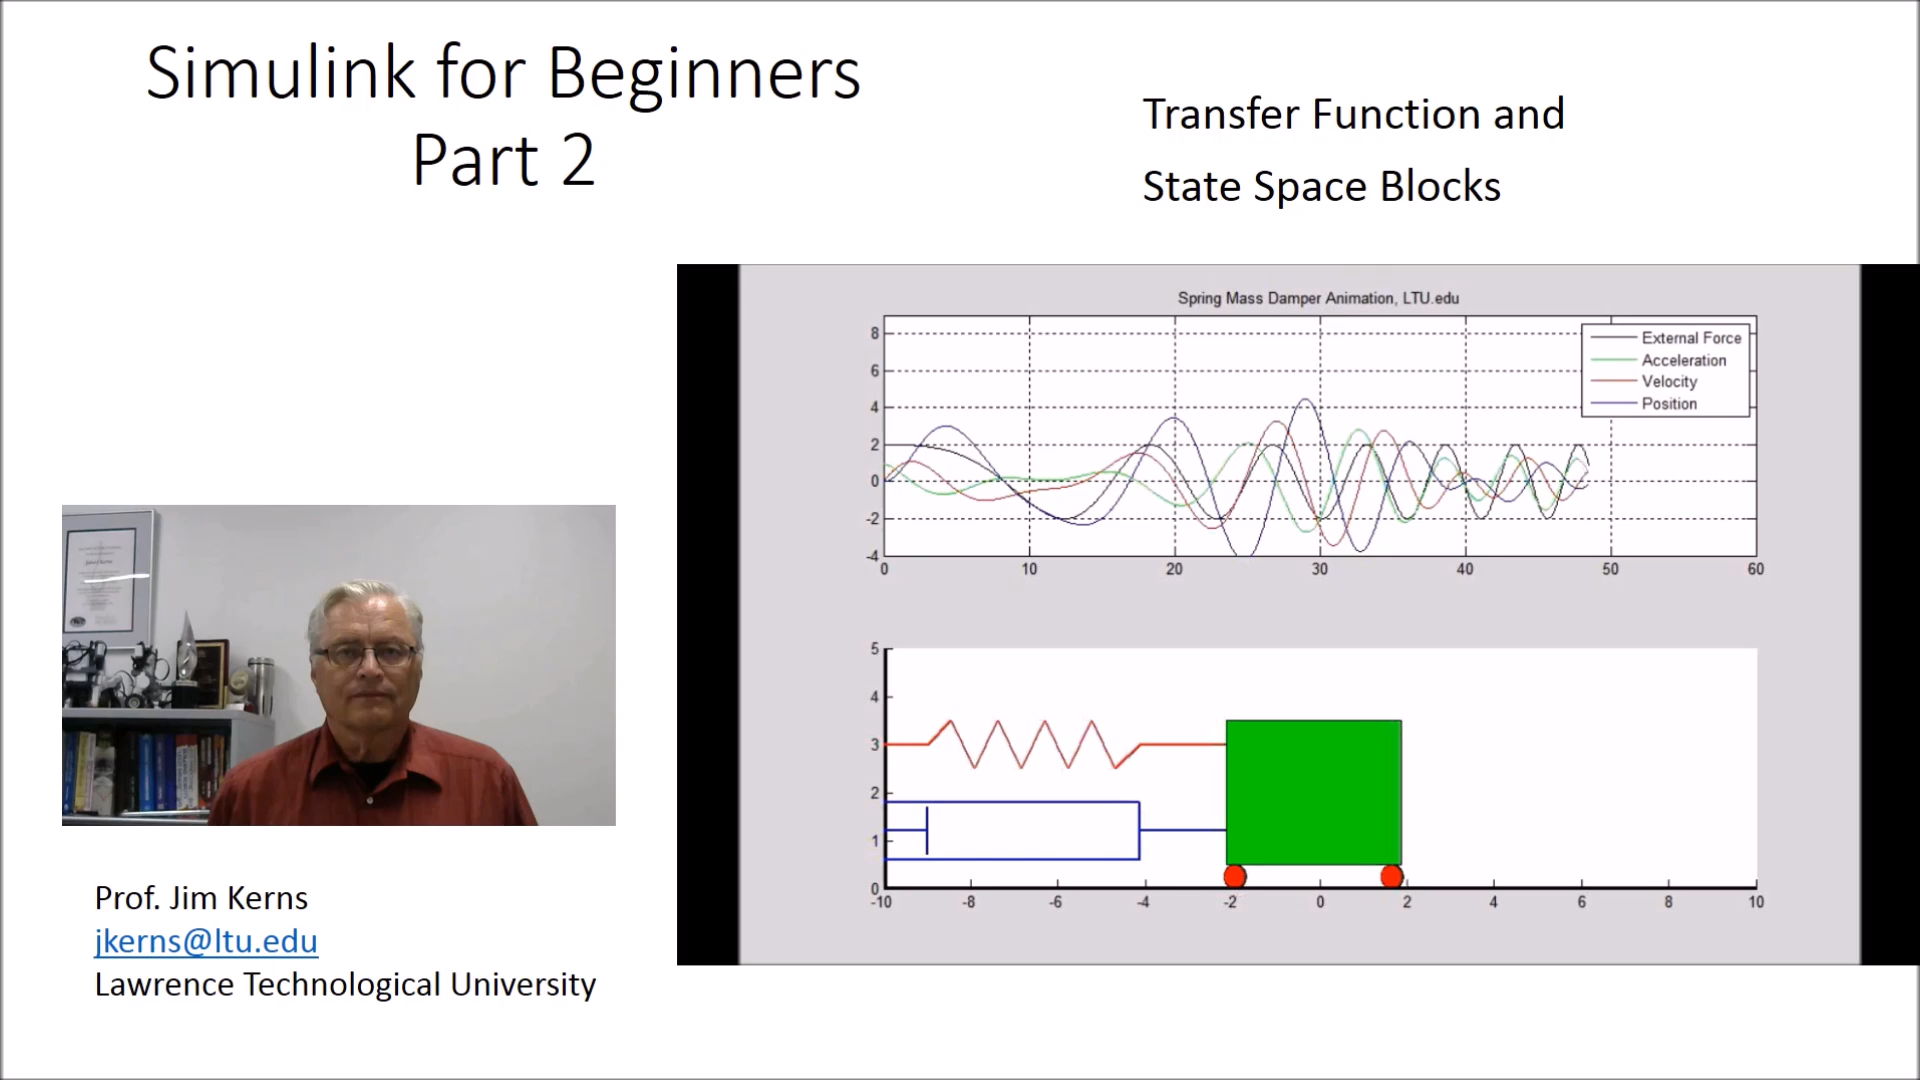 Simulink for Beginners
Part 2
Transfer Function and
State Space Blocks
Spring Mass Damper Animation, LTU.edu
8
6
4
2
0
-2
-4
External Force
Acceleration
Velocity
Position
0 10 20 30 40 50 60
5
4
3
2
1
0
-10 -8 -6 -4 -2 0 2 4 6 8 10
Prof. Jim Kerns
jkerns@ltu.edu
Lawrence Technological University